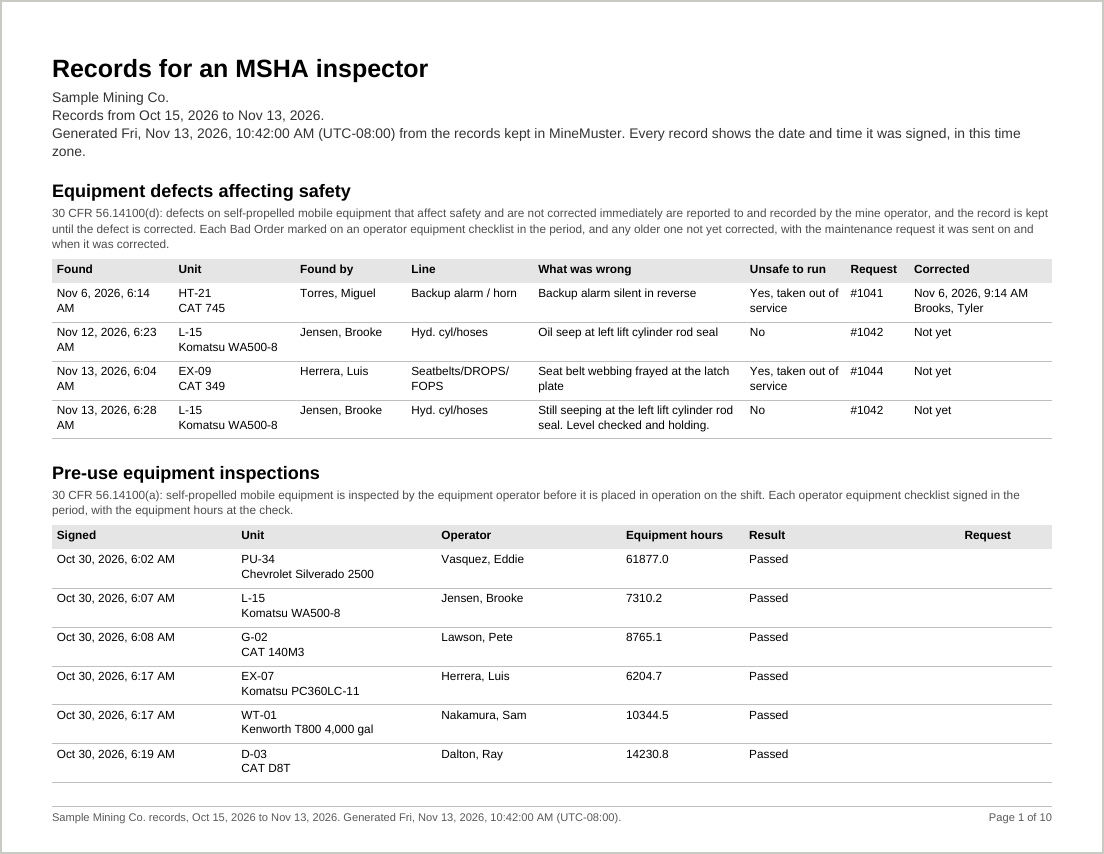 Records for an MSHA inspector
Sample Mining Co.
Records from Oct 15, 2026 to Nov 13, 2026.
Generated Fri, Nov 13, 2026, 10:42:00 AM (UTC-08:00) from the records kept in MineMuster. Every record shows the date and time it was signed, in this time
zone.
Equipment defects affecting safety
30 CFR 56.14100(d): defects on self-propelled mobile equipment that affect safety and are not corrected immediately are reported to and recorded by the mine operator, and the record is kept
until the defect is corrected. Each Bad Order marked on an operator equipment checklist in the period, and any older one not yet corrected, with the maintenance request it was sent on and
when it was corrected.
Found Unit Found by Line What was wrong Unsafe to run Request Corrected
Nov 6, 2026, 6:14 HT-21 Torres, Miguel Backup alarm / horn Backup alarm silent in reverse Yes, taken out of #1041 Nov 6, 2026, 9:14 AM
AM CAT 745 service Brooks, Tyler
Nov 12, 2026, 6:23 L-15 Jensen, Brooke Hyd. cyl/hoses Oil seep at left lift cylinder rod seal No #1042 Not yet
AM Komatsu WA500-8
Nov 13, 2026, 6:04 EX-09 Herrera, Luis Seatbelts/DROPS/ Seat belt webbing frayed at the latch Yes, taken out of #1044 Not yet
AM CAT 349 FOPS plate service
Nov 13, 2026, 6:28 L-15 Jensen, Brooke Hyd. cyl/hoses Still seeping at the left lift cylinder rod No #1042 Not yet
AM Komatsu WA500-8 seal. Level checked and holding.
Pre-use equipment inspections
30 CFR 56.14100(a): self-propelled mobile equipment is inspected by the equipment operator before it is placed in operation on the shift. Each operator equipment checklist signed in the
period, with the equipment hours at the check.
Signed Unit Operator Equipment hours Result Request
Oct 30, 2026, 6:02 AM PU-34 Vasquez, Eddie 61877.0 Passed
Chevrolet Silverado 2500
Oct 30, 2026, 6:07 AM L-15 Jensen, Brooke 7310.2 Passed
Komatsu WA500-8
Oct 30, 2026, 6:08 AM G-02 Lawson, Pete 8765.1 Passed
CAT 140M3
Oct 30, 2026, 6:17 AM EX-07 Herrera, Luis 6204.7 Passed
Komatsu PC360LC-11
Oct 30, 2026, 6:17 AM WT-01 Nakamura, Sam 10344.5 Passed
Kenworth T800 4,000 gal
Oct 30, 2026, 6:19 AM D-03 Dalton, Ray 14230.8 Passed
CAT D8T
Sample Mining Co. records, Oct 15, 2026 to Nov 13, 2026. Generated Fri, Nov 13, 2026, 10:42:00 AM (UTC-08:00). Page 1 of 10